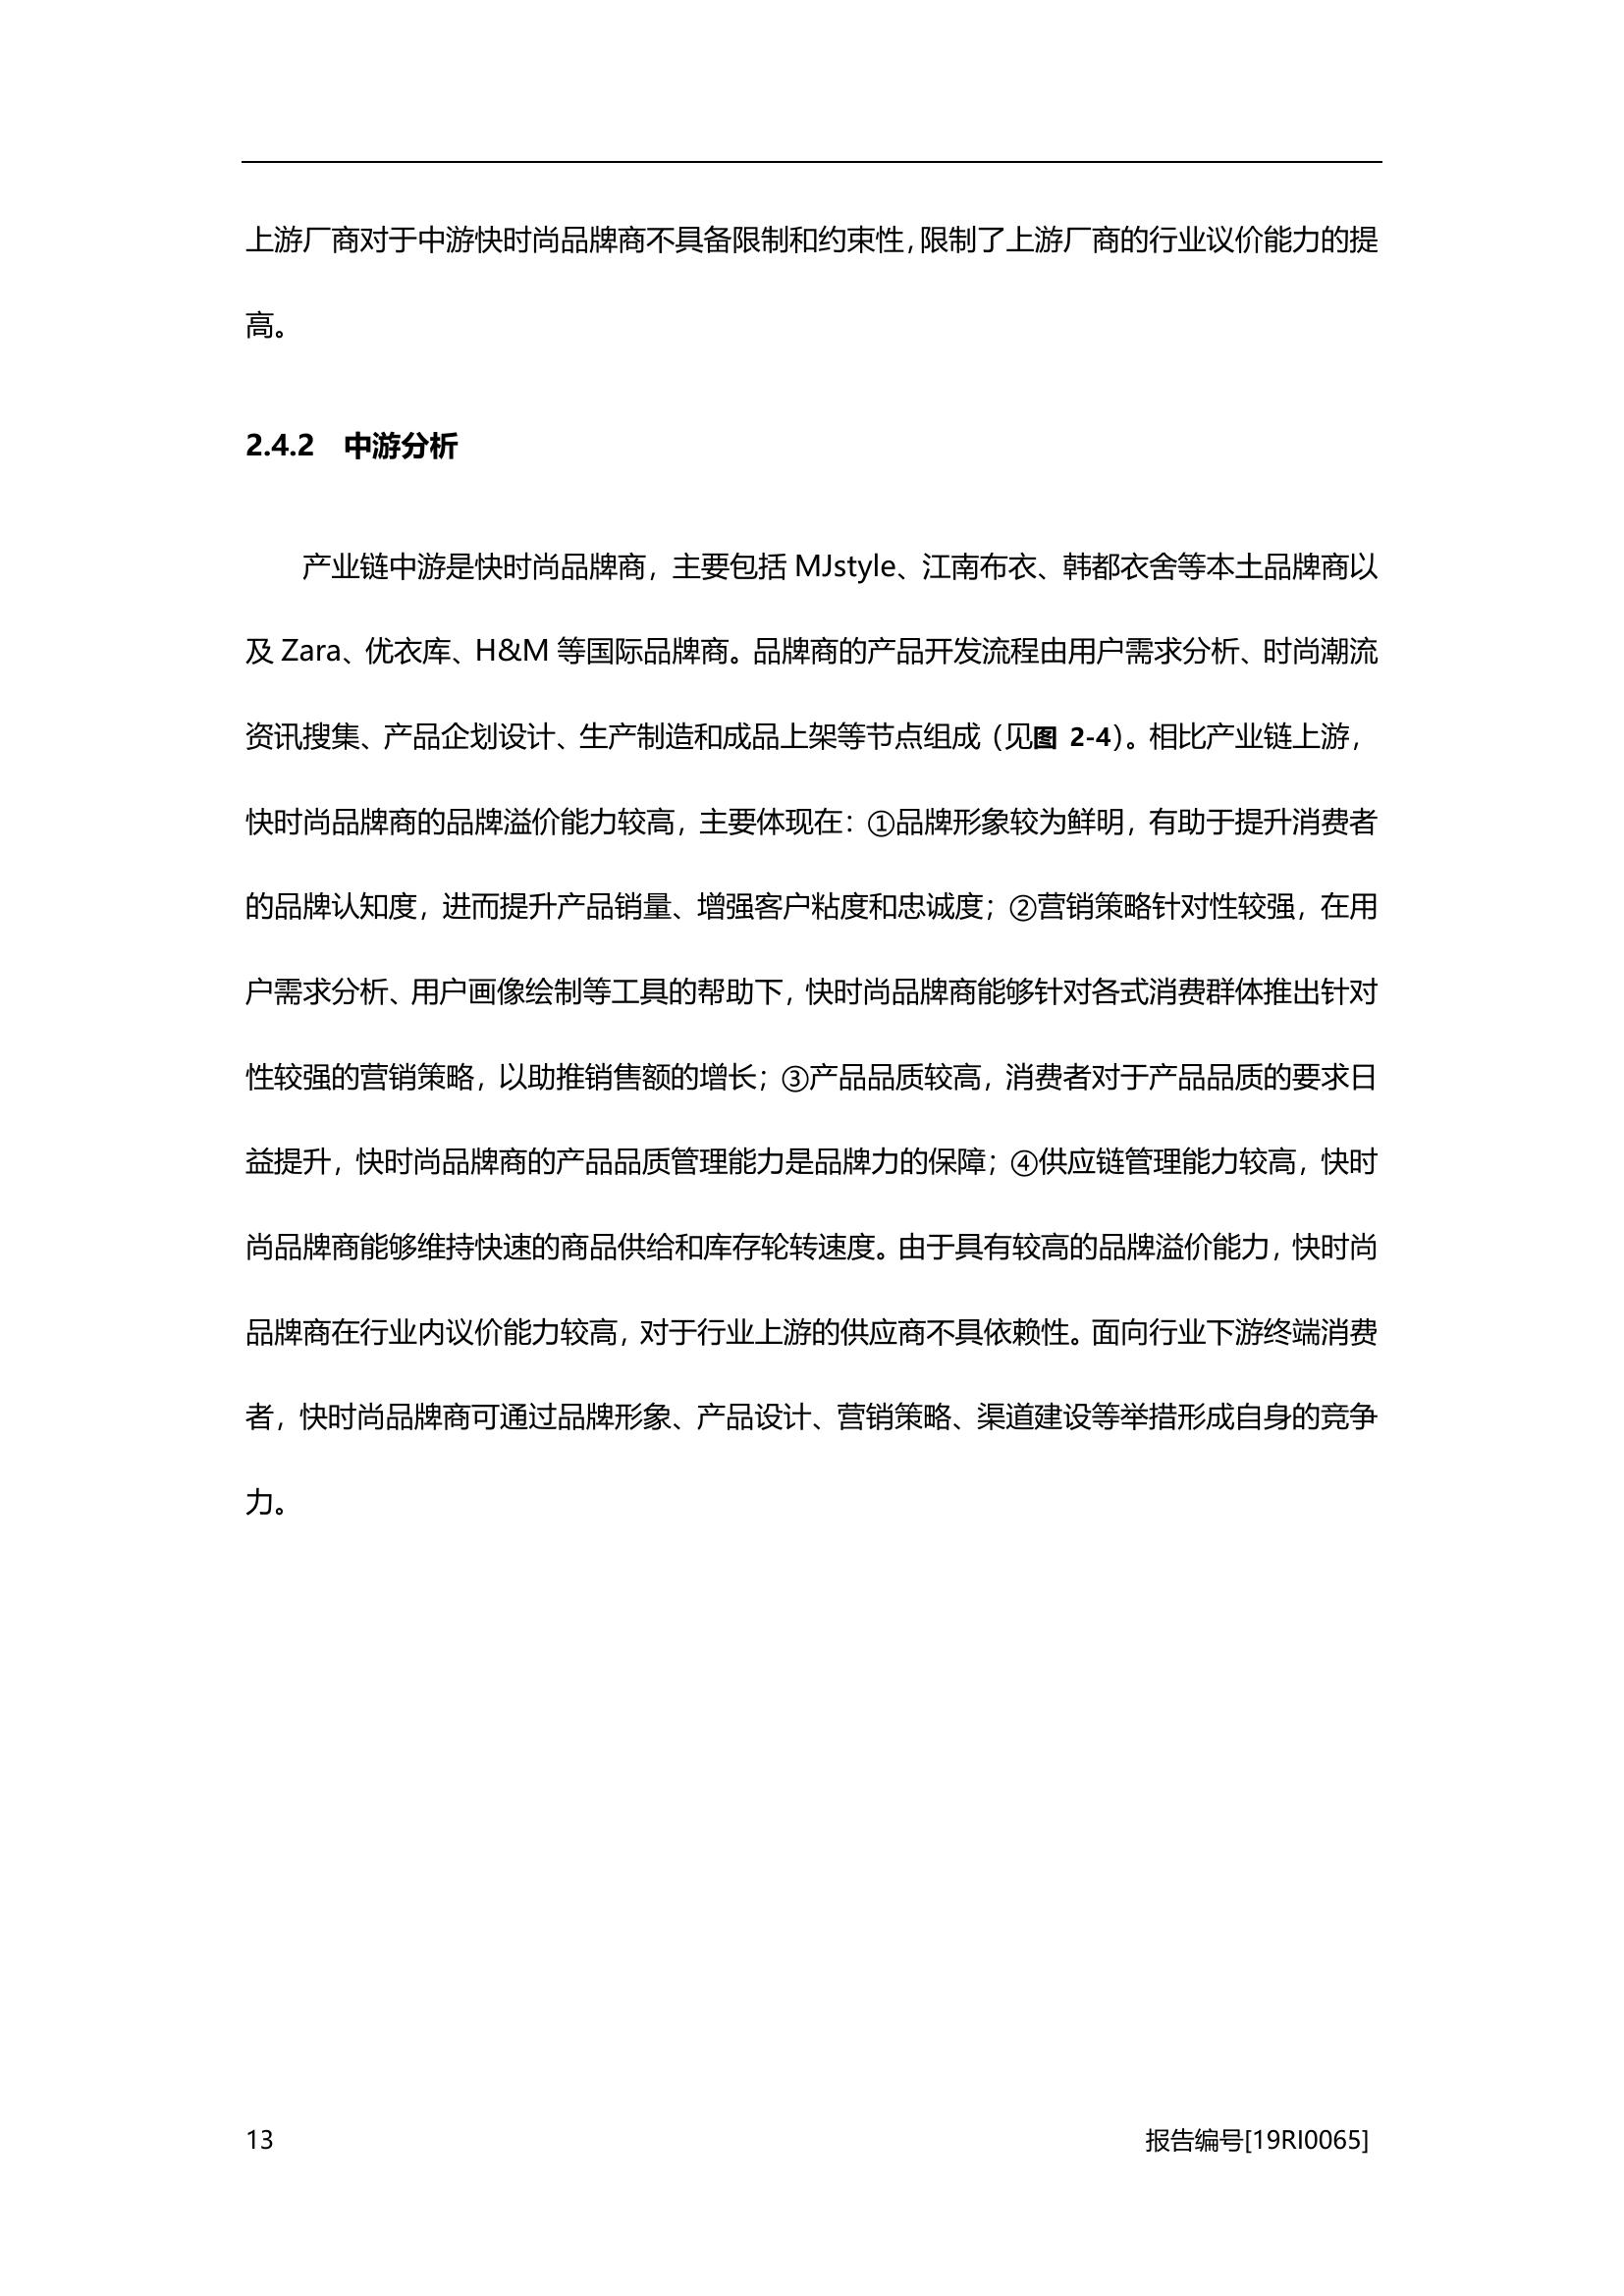 上游厂商对于中游快时尚品牌商不具备限制和约束性，限制了上游厂商的行业议价能力的提
高。
2.4.2 中游分析
产业链中游是快时尚品牌商，主要包括 MJstyle、江南布衣、韩都衣舍等本土品牌商以
及 Zara、优衣库、H&M 等国际品牌商。品牌商的产品开发流程由用户需求分析、时尚潮流
资讯搜集、产品企划设计、生产制造和成品上架等节点组成（见图 2-4）。相比产业链上游，
快时尚品牌商的品牌溢价能力较高，主要体现在：①品牌形象较为鲜明，有助于提升消费者
的品牌认知度，进而提升产品销量、增强客户粘度和忠诚度；②营销策略针对性较强，在用
户需求分析、用户画像绘制等工具的帮助下，快时尚品牌商能够针对各式消费群体推出针对
性较强的营销策略，以助推销售额的增长；③产品品质较高，消费者对于产品品质的要求日
益提升，快时尚品牌商的产品品质管理能力是品牌力的保障；④供应链管理能力较高，快时
尚品牌商能够维持快速的商品供给和库存轮转速度。由于具有较高的品牌溢价能力，快时尚
品牌商在行业内议价能力较高，对于行业上游的供应商不具依赖性。面向行业下游终端消费
者，快时尚品牌商可通过品牌形象、产品设计、营销策略、渠道建设等举措形成自身的竞争
力。
13 报告编号[19RI0065]